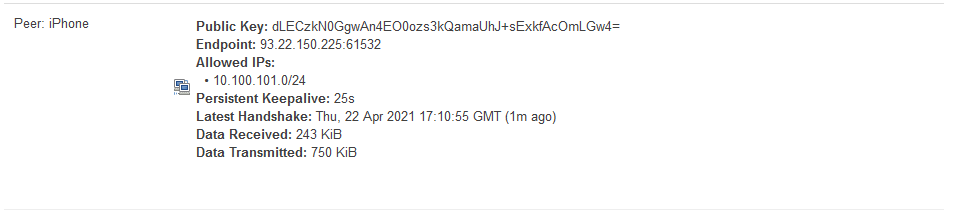 Peer: iPhone
Public Key: dLECzkN0GgwAn4EO0ozs3kQamaUhJ+sExkfAcOmLGw4=
Endpoint: 93.22.150.225:61532
Allowed IPs:
• 10.100.101.0/24
Persistent Keepalive: 25s
Latest Handshake: Thu, 22 Apr 2021 17:10:55 GMT (1m ago)
Data Received: 243 KiB
Data Transmitted: 750 KiB